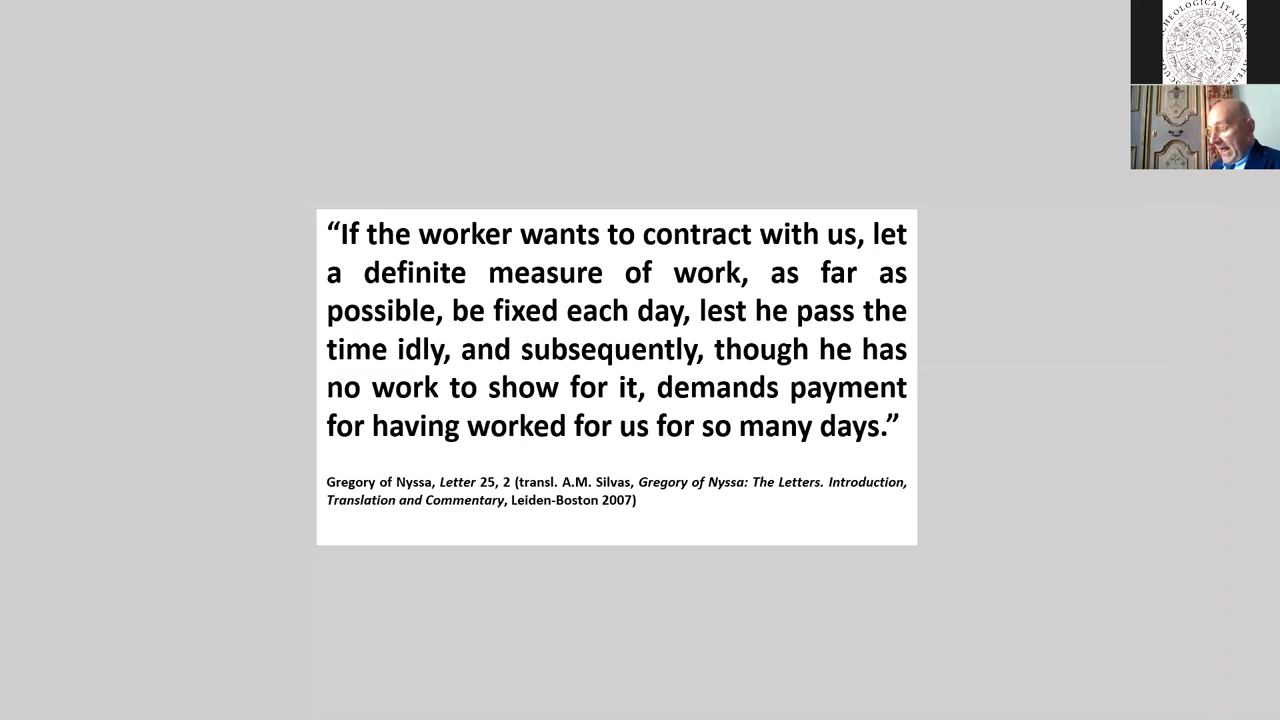 CHEOLOGICA ITALIAN
“If the worker wants to contract with us, let
a definite measure of work, as far as
possible, be fixed each day, lest he pass the
time idly, and subsequently, though he has
no work to show for it, demands payment
for having worked for us for so many days.”
Gregory of Nyssa, Letter 25, 2 (transl. A.M. Silvas, Gregory of Nyssa: The Letters. Introduction,
Translation and Commentary, Leiden-Boston 2007)